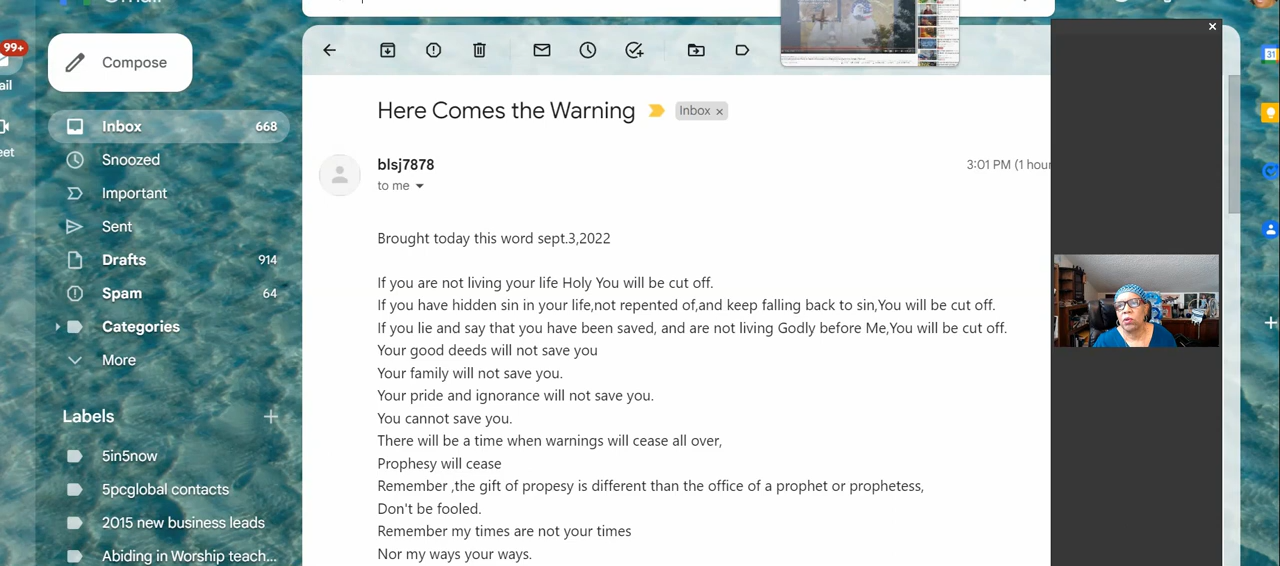 99+
Compose
Here Comes the Warning
Inbox ×
Inbox 668
Snoozed
Important
Sent
Drafts 914
Spam 64
Categories
More
Labels
5in5now
5pcglobal contacts
2015 new business leads
Abiding in Worship teach...
blsj7878
3:01 PM (1 hour
to me
Brought today this word sept.3,2022
If you are not living your life Holy You will be cut off.
If you have hidden sin in your life,not repented of,and keep falling back to sin,You will be cut off.
If you lie and say that you have been saved, and are not living Godly before Me,You will be cut off.
Your good deeds will not save you
Your family will not save you.
Your pride and ignorance will not save you.
You cannot save you.
There will be a time when warnings will cease all over,
Prophesy will cease
Remember ,the gift of propesy is different than the office of a prophet or prophetess,
Don't be fooled.
Remember my times are not your times
Nor my ways your ways.
31